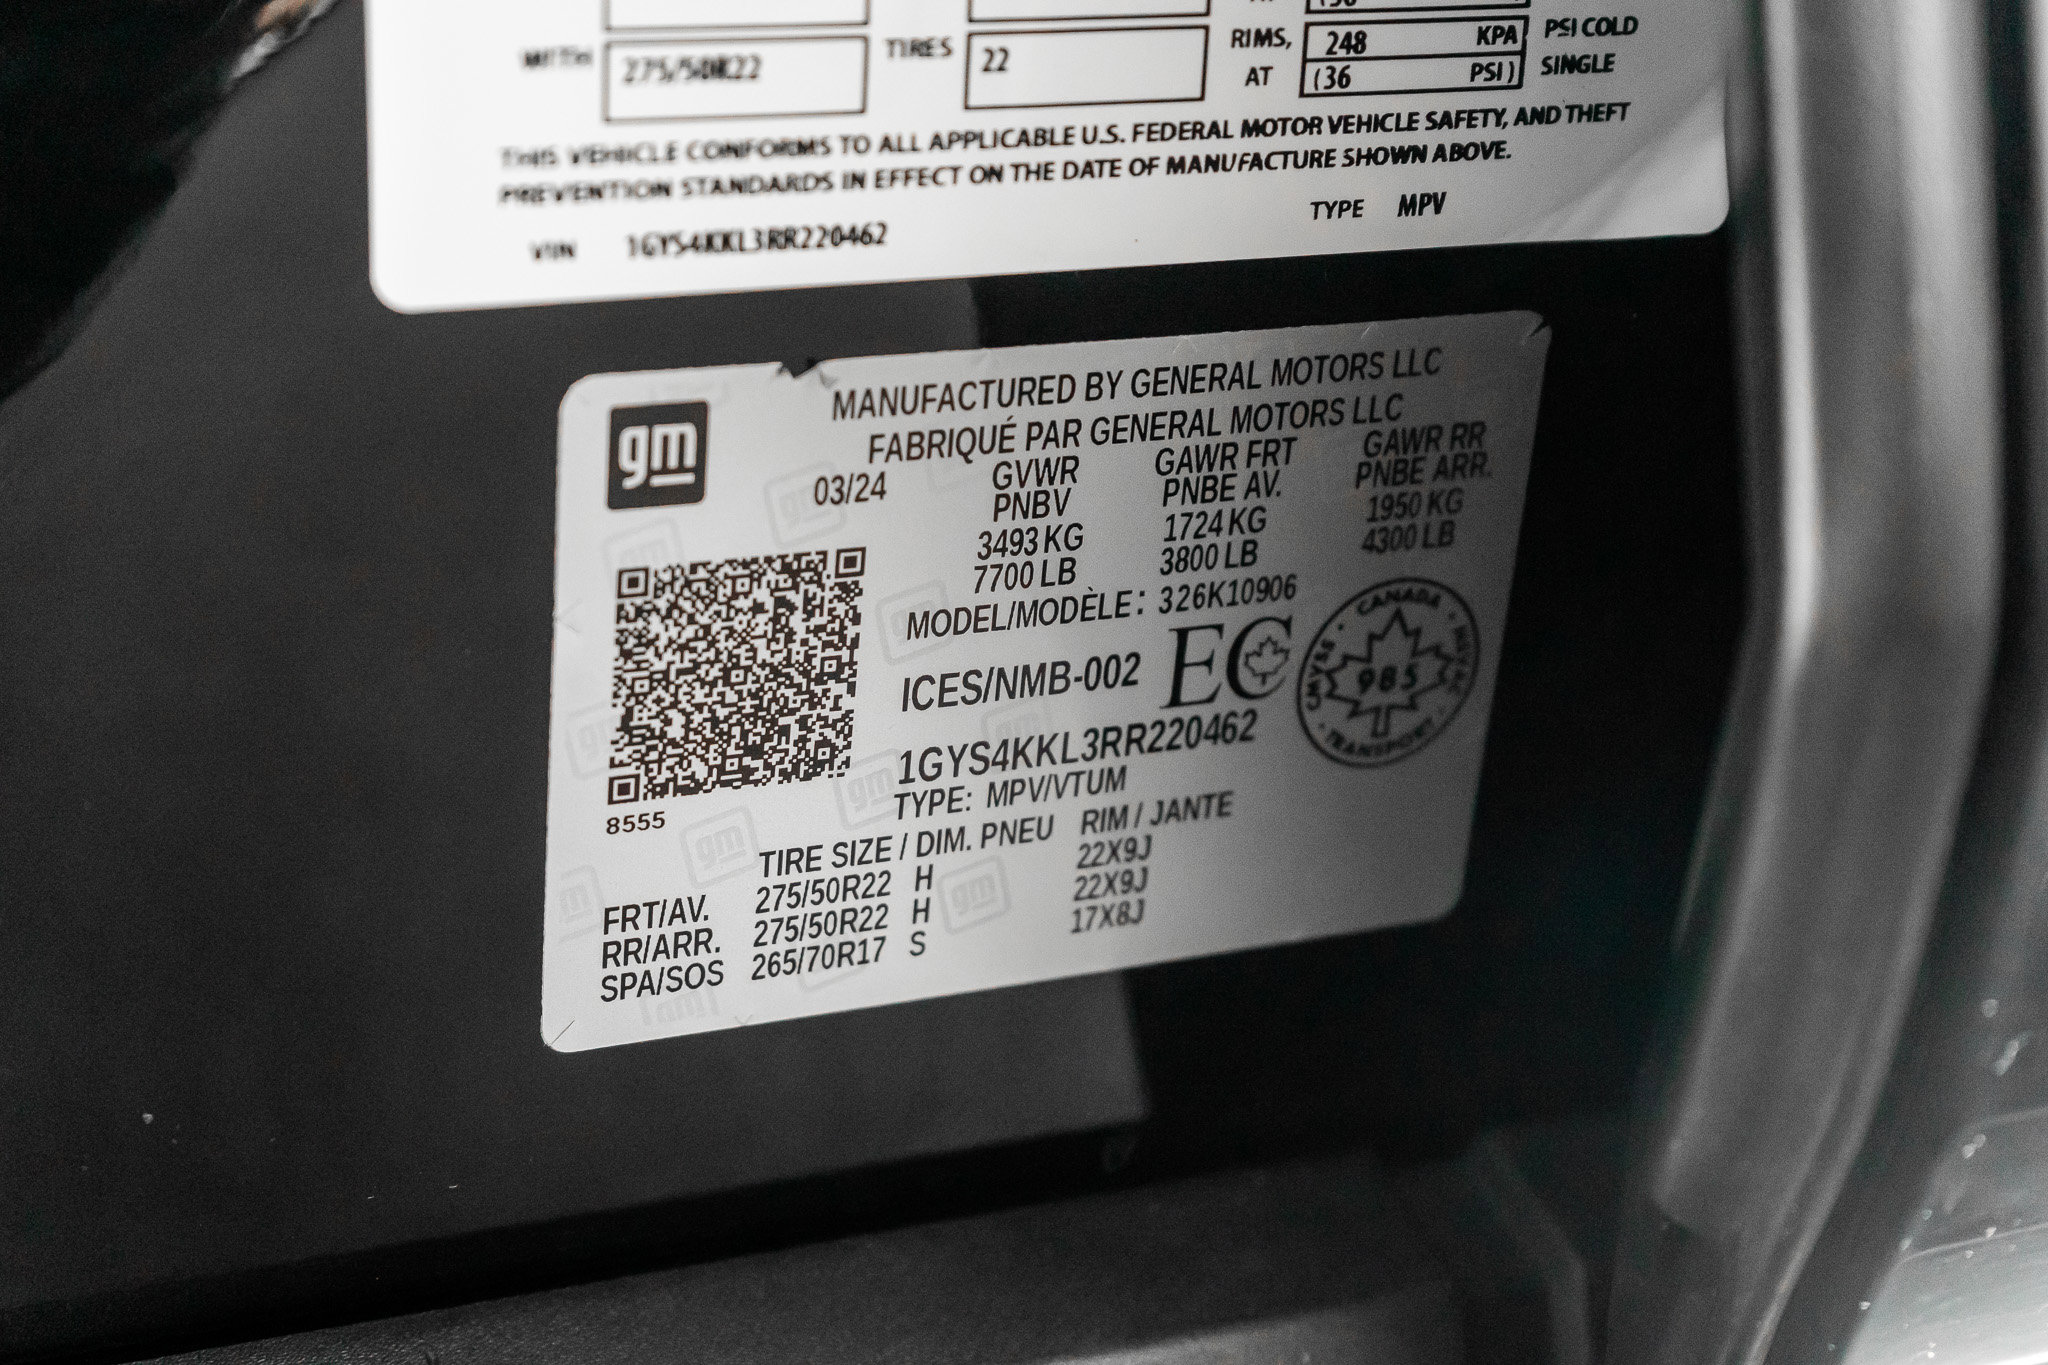 WITH 275/50R22 TIRES 22 RIMS, 248 KPA PSI COLD
AT (36 PSI) SINGLE
THIS VEHICLE CONFORMS TO ALL APPLICABLE U.S. FEDERAL MOTOR VEHICLE SAFETY, AND THEFT
PREVENTION STANDARDS IN EFFECT ON THE DATE OF MANUFACTURE SHOWN ABOVE.
VIN 1GYS4KKL3RR220462 TYPE MPV
gm
MANUFACTURED BY GENERAL MOTORS LLC
FABRIQUÉ PAR GENERAL MOTORS LLC
03/24 GVWR GAWR FRT GAWR RR
PNBV PNBE AV. PNBE ARR.
3493 KG 1724 KG 1950 KG
7700 LB 3800 LB 4300 LB
MODEL/MODÈLE: 326K10906
ICES/NMB-002 EC
CANADA
985
TRANSPORT
1GYS4KKL3RR220462
TYPE: MPV/VTUM
8555
TIRE SIZE / DIM. PNEU RIM / JANTE
FRT/AV. 275/50R22 H 22X9J
RR/ARR. 275/50R22 H 22X9J
SPA/SOS 265/70R17 S 17X8J